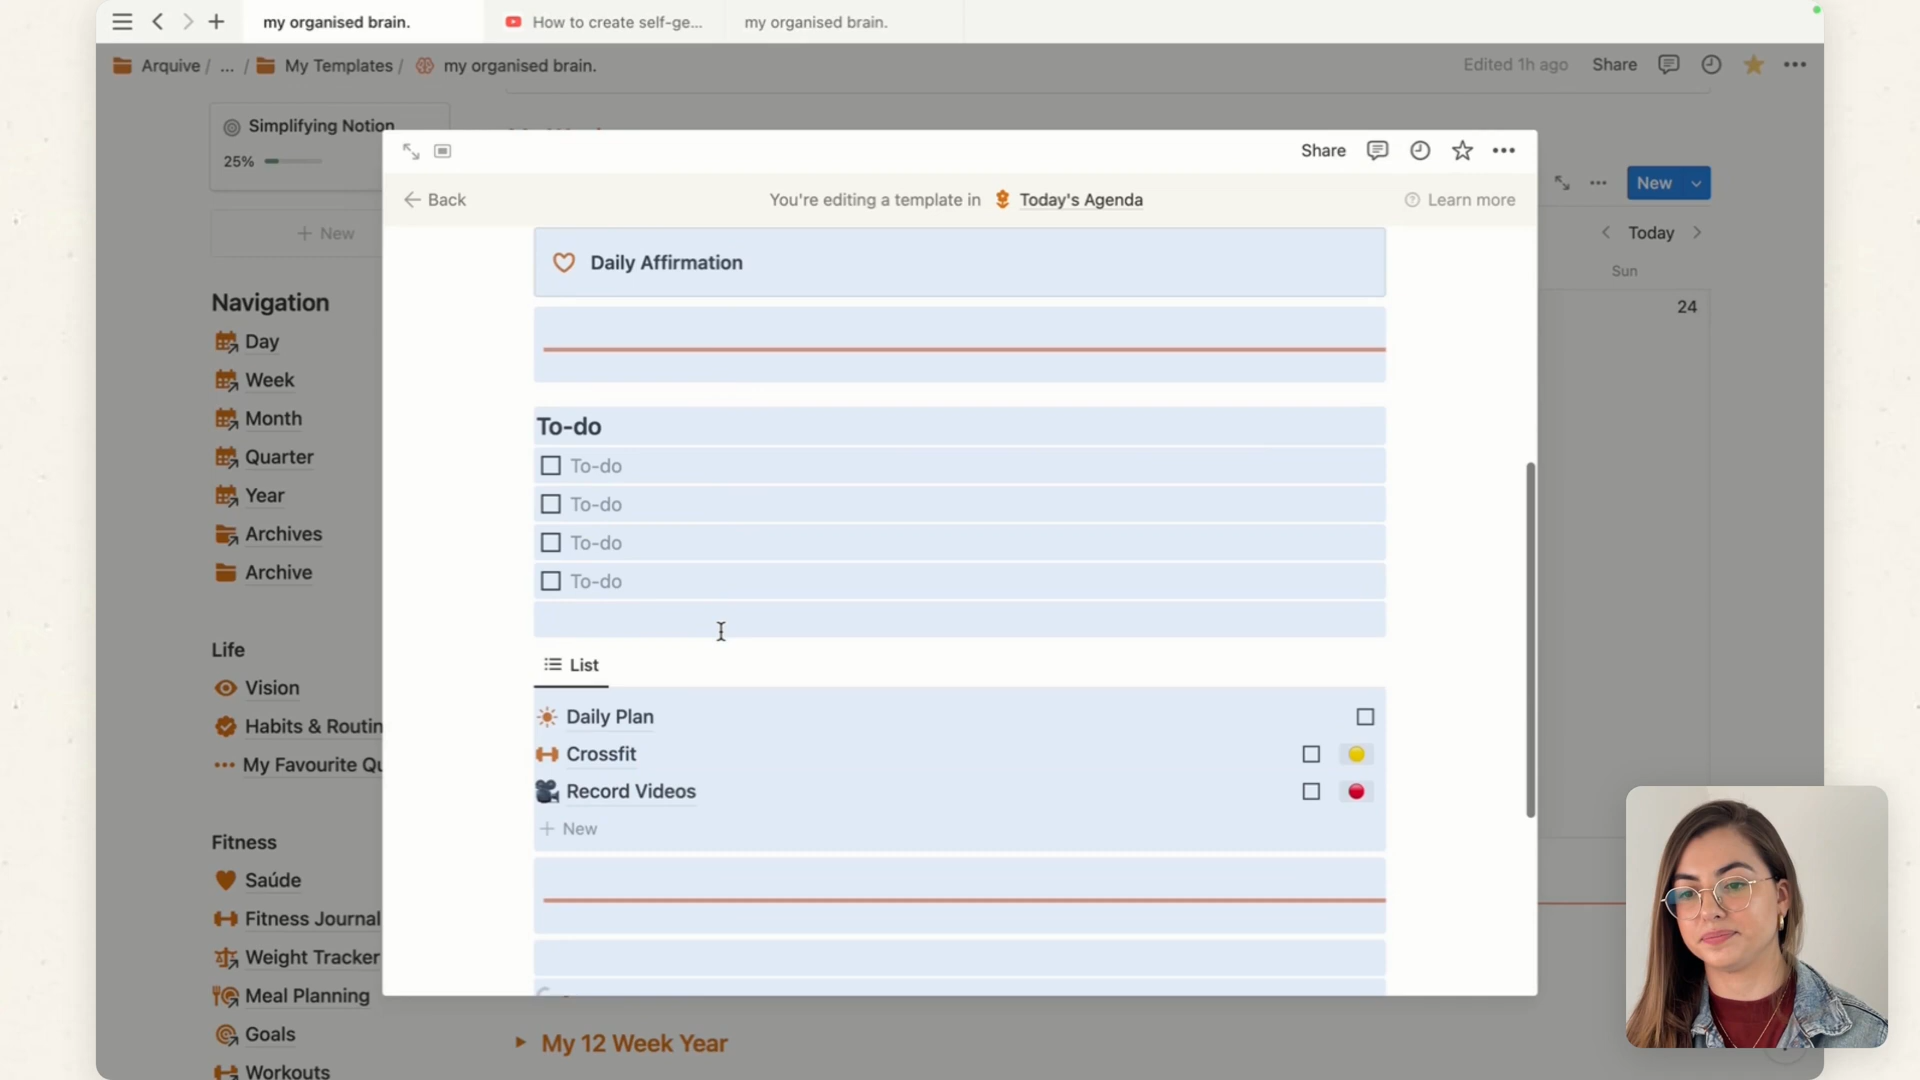 my organised brain.
How to create self-ge...
my organised brain.
Arquive / ... / My Templates / my organised brain.
Edited 1h ago Share
Simplifying Notion
25%
+ New
Navigation
Day
Week
Month
Quarter
Year
Archives
Archive
Life
Vision
Habits & Routin
My Favourite Qu
Fitness
Saúde
Fitness Journal
Weight Tracker
Meal Planning
Goals
Workouts
Share
Back
You're editing a template in Today's Agenda
Learn more
Daily Affirmation
To-do
To-do
To-do
To-do
To-do
List
Daily Plan
Crossfit
Record Videos
+ New
My 12 Week Year
New
Today
Sun
24